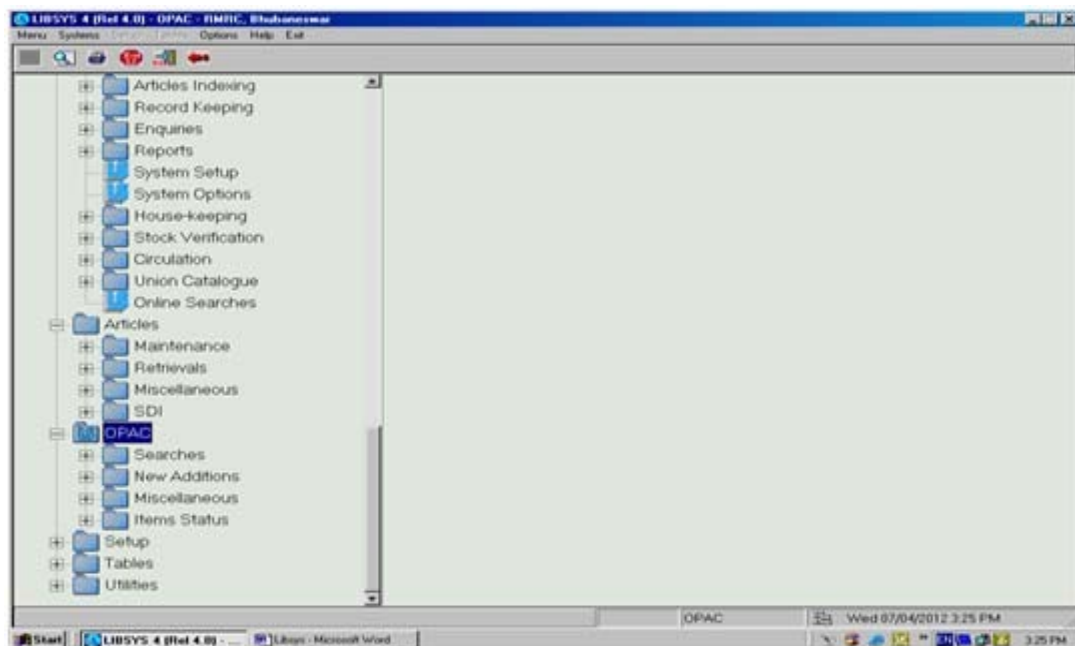 LIBSYS 4 (Rel 4.0) - OPAC - RMRC, Bhubaneswar
Menu Systems Setup Tables Options Help Exit
Articles Indexing
Record Keeping
Enquiries
Reports
System Setup
System Options
House-keeping
Stock Verification
Circulation
Union Catalogue
Online Searches
Articles
Maintenance
Retrievals
Miscellaneous
SDI
OPAC
Searches
New Additions
Miscellaneous
Items Status
Setup
Tables
Utilities
OPAC Wed 07/04/2012 3:25 PM
Start LIBSYS 4 (Rel 4.0) - ... Libsys - Microsoft Word EN 3:25 PM